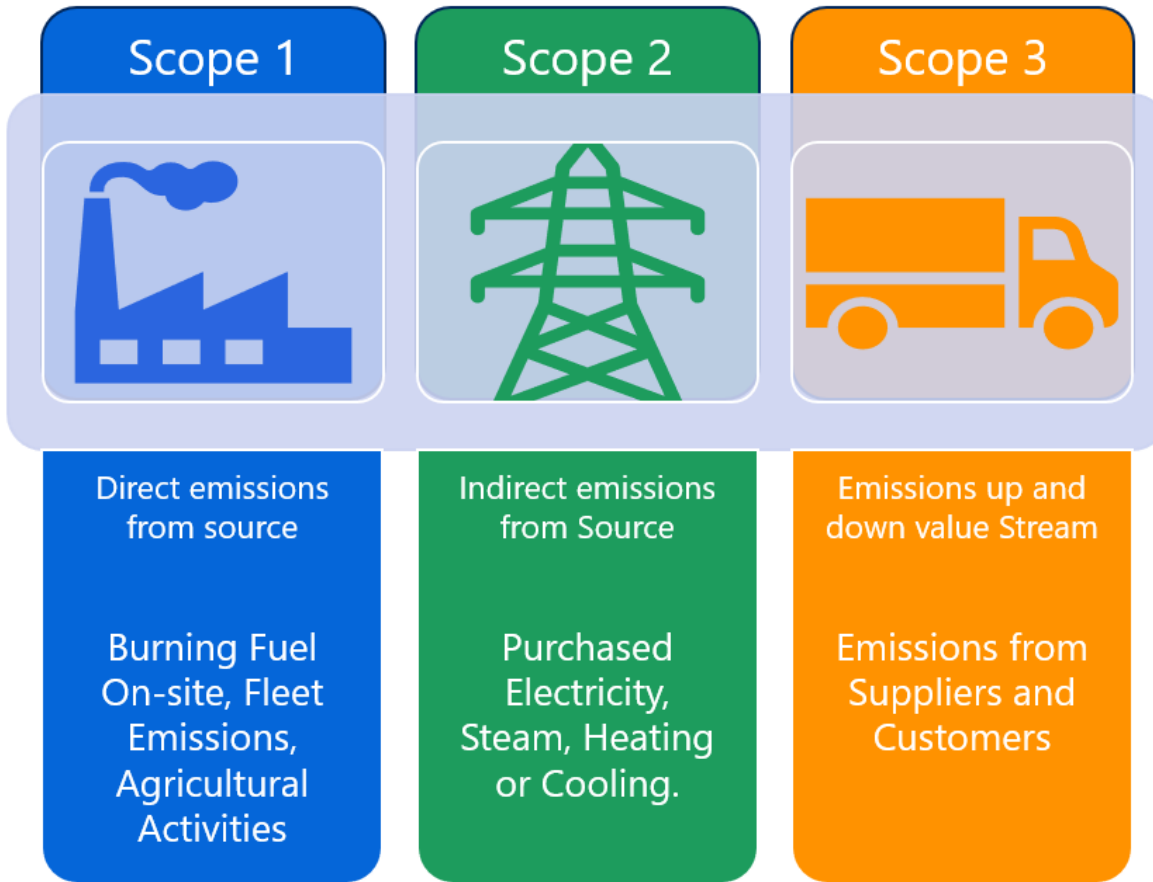 Scope 1
Scope 2
Scope 3
Direct emissions
from source
Indirect emissions
from Source
Emissions up and
down value Stream
Burning Fuel
On-site, Fleet
Emissions,
Agricultural
Activities
Purchased
Electricity,
Steam, Heating
or Cooling.
Emissions from
Suppliers and
Customers